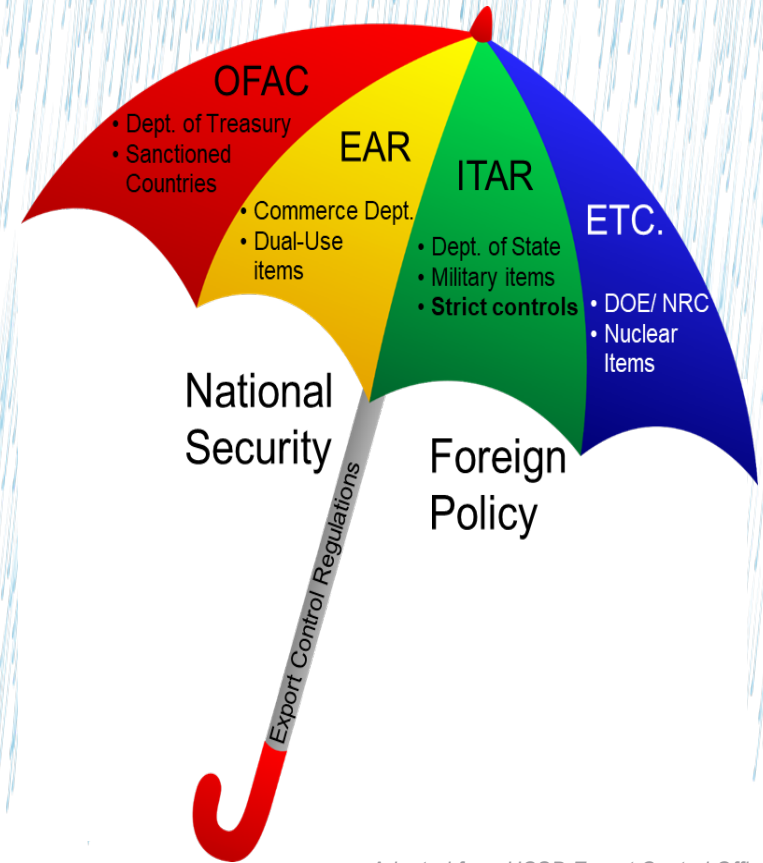 OFAC
• Dept. of Treasury
• Sanctioned
Countries
EAR
• Commerce Dept.
• Dual-Use
items
ITAR
• Dept. of State
• Military items
• Strict controls
ETC.
• DOE/ NRC
• Nuclear
Items
National
Security
Foreign
Policy
Export Control Regulations